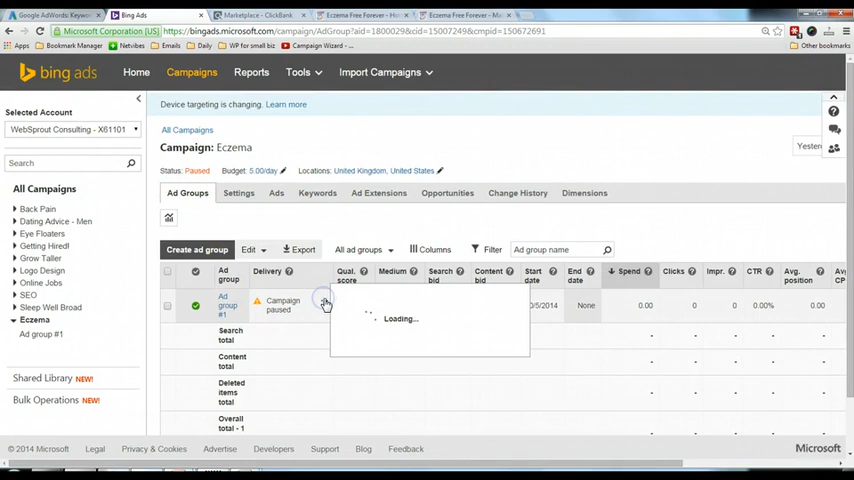 Google AdWords: Keywor
Bing Ads
Marketplace - ClickBank
Eczema Free Forever - Ho
Eczema Free Forever - Mo
Microsoft Corporation [US]
https://bingads.microsoft.com/campaign/AdGroup?aid=1800029&cid=15007249&cmpid=150672691
Apps
Bookmark Manager
Netvibes
Emails
Daily
WP for small biz
Campaign Wizard...
Other bookmarks
bing ads
Home
Campaigns
Reports
Tools
Import Campaigns
Device targeting is changing. Learn more
Selected Account
WebSprout Consulting - X61101
Search
All Campaigns
Back Pain
Dating Advice - Men
Eye Floaters
Getting Hired!
Grow Taller
Logo Design
Online Jobs
SEO
Sleep Well Broad
Eczema
Ad group #1
Shared Library NEW!
Bulk Operations NEW!
All Campaigns
Campaign: Eczema
Yester
Status: Paused
Budget: 5.00/day
Locations: United Kingdom, United States
Ad Groups
Settings
Ads
Keywords
Ad Extensions
Opportunities
Change History
Dimensions
Create ad group
Edit
Export
All ad groups
Columns
Filter
Ad group name
Ad group
Delivery
Qual. score
Medium
Search bid
Content bid
Start date
End date
Spend
Clicks
Impr.
CTR
Avg. position
Avg. CP
Ad group #1
Campaign paused
Loading...
0/5/2014
None
0.00
0
0
0.00%
0.00
Search total
- - - -
Content total
- - - -
Deleted items total
- - - -
Overall total - 1
- - - -
© 2014 Microsoft
Legal
Privacy & Cookies
Advertise
Developers
Support
Blog
Feedback
Microsoft